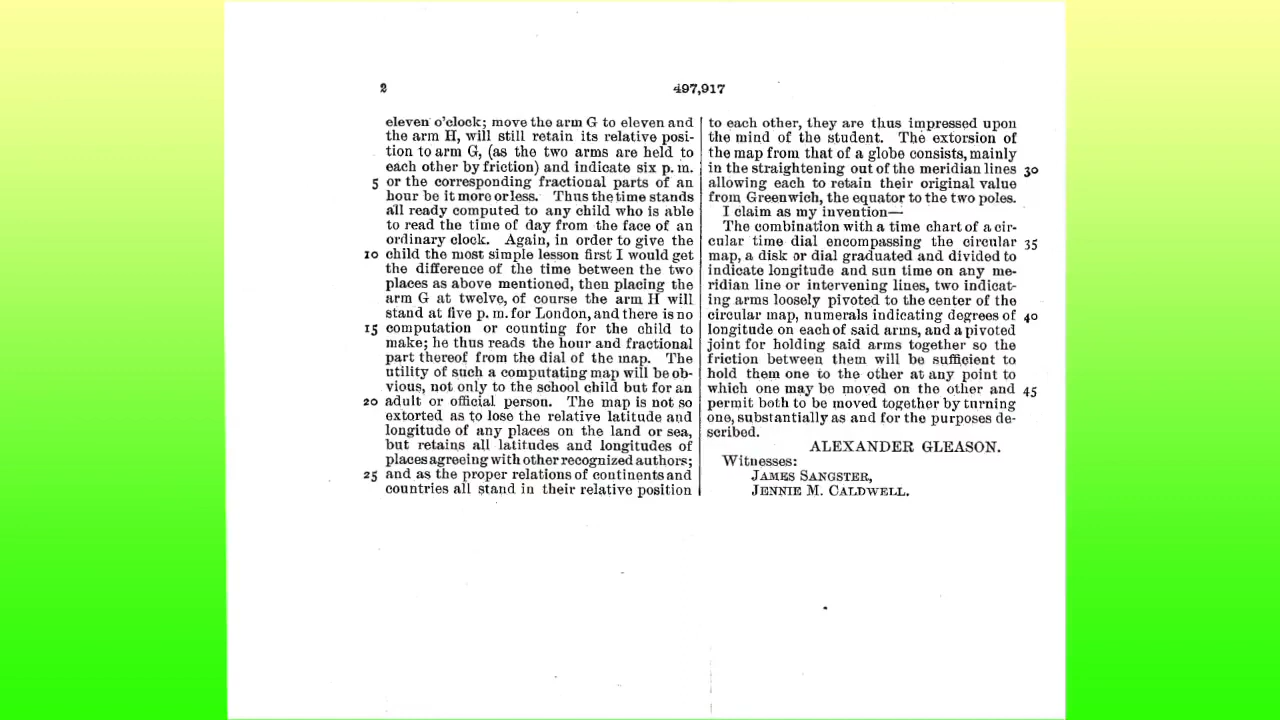 2
497,917
eleven o'clock; move the arm G to eleven and
the arm H, will still retain its relative posi-
tion to arm G, (as the two arms are held to
each other by friction) and indicate six p. m.
5 or the corresponding fractional parts of an
hour be it more or less. Thus the time stands
all ready computed to any child who is able
to read the time of day from the face of an
ordinary clock. Again, in order to give the
10 child the most simple lesson first I would get
the difference of the time between the two
places as above mentioned, then placing the
arm G at twelve, of course the arm H will
stand at five p. m. for London, and there is no
15 computation or counting for the child to
make; he thus reads the hour and fractional
part thereof from the dial of the map. The
utility of such a computating map will be ob-
vious, not only to the school child but for an
20 adult or official person. The map is not so
extorted as to lose the relative latitude and
longitude of any places on the land or sea,
but retains all latitudes and longitudes of
places agreeing with other recognized authors;
25 and as the proper relations of continents and
countries all stand in their relative position
to each other, they are thus impressed upon
the mind of the student. The extorsion of
the map from that of a globe consists, mainly
in the straightening out of the meridian lines 30
allowing each to retain their original value
from Greenwich, the equator to the two poles.
I claim as my invention—
The combination with a time chart of a cir-
cular time dial encompassing the circular 35
map, a disk or dial graduated and divided to
indicate longitude and sun time on any me-
ridian line or intervening lines, two indicat-
ing arms loosely pivoted to the center of the
circular map, numerals indicating degrees of 40
longitude on each of said arms, and a pivoted
joint for holding said arms together so the
friction between them will be sufficient to
hold them one to the other at any point to
which one may be moved on the other and 45
permit both to be moved together by turning
one, substantially as and for the purposes de-
scribed.
ALEXANDER GLEASON.
Witnesses:
JAMES SANGSTER,
JENNIE M. CALDWELL.